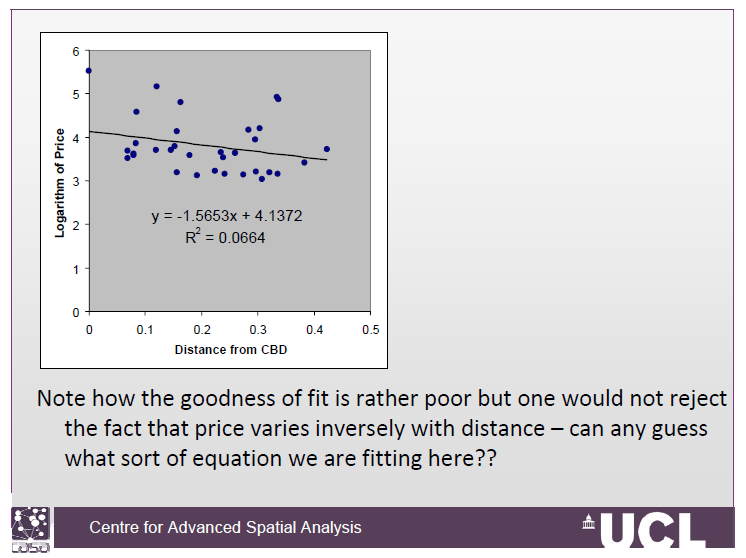 6
5
4
3
2
1
0
Logarithm of Price
y = -1.5653x + 4.1372
R² = 0.0664
0 0.1 0.2 0.3 0.4 0.5
Distance from CBD
Note how the goodness of fit is rather poor but one would not reject
the fact that price varies inversely with distance – can any guess
what sort of equation we are fitting here??
casa
Centre for Advanced Spatial Analysis
UCL